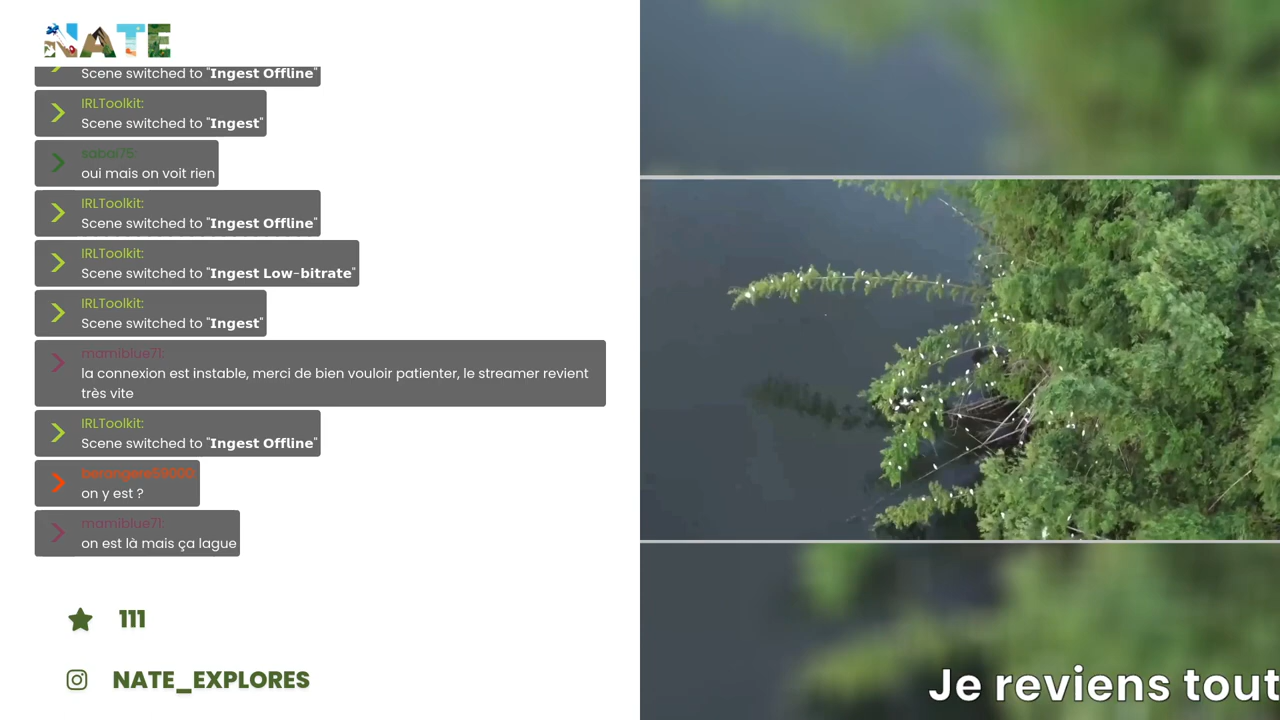 NATE
Scene switched to "Ingest Offline"
IRLToolkit:
Scene switched to "Ingest"
sabai75:
oui mais on voit rien
IRLToolkit:
Scene switched to "Ingest Offline"
IRLToolkit:
Scene switched to "Ingest Low-bitrate"
IRLToolkit:
Scene switched to "Ingest"
mamiblue71:
la connexion est instable, merci de bien vouloir patienter, le streamer revient
très vite
IRLToolkit:
Scene switched to "Ingest Offline"
berangere59000:
on y est ?
mamiblue71:
on est là mais ça lague
111
NATE_EXPLORES
Je reviens tout